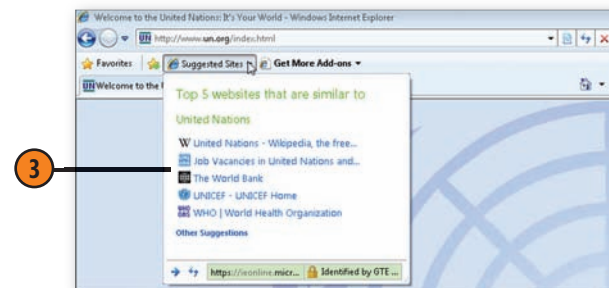 Welcome to the United Nations: It's Your World - Windows Internet Explorer
http://www.un.org/index.html
Favorites Suggested Sites Get More Add-ons
UN Welcome to the
Top 5 websites that are similar to
United Nations
W United Nations - Wikipedia, the free...
Job Vacancies in United Nations and...
3 The World Bank
UNICEF - UNICEF Home
WHO | World Health Organization
Other Suggestions
https://ieonline.micr... Identified by GTE ...